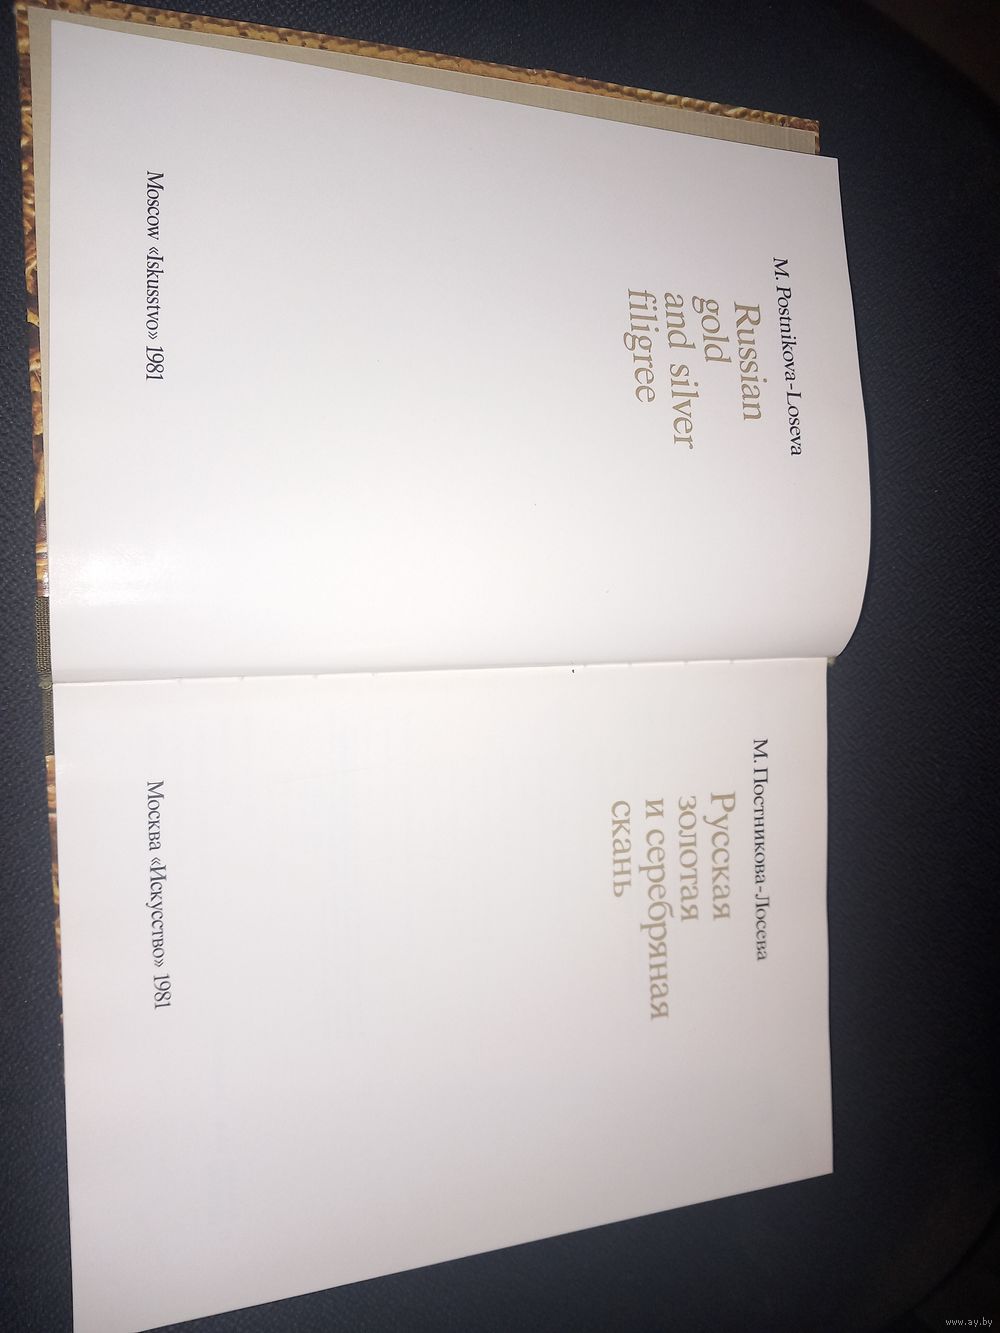 M. Postnikova-Loseva
Russian
gold
and silver
filigree
Moscow «Iskusstvo» 1981
М. Постникова-Лосева
Русская
золотая
и серебряная
скань
Москва «Искусство» 1981
www.ay.by